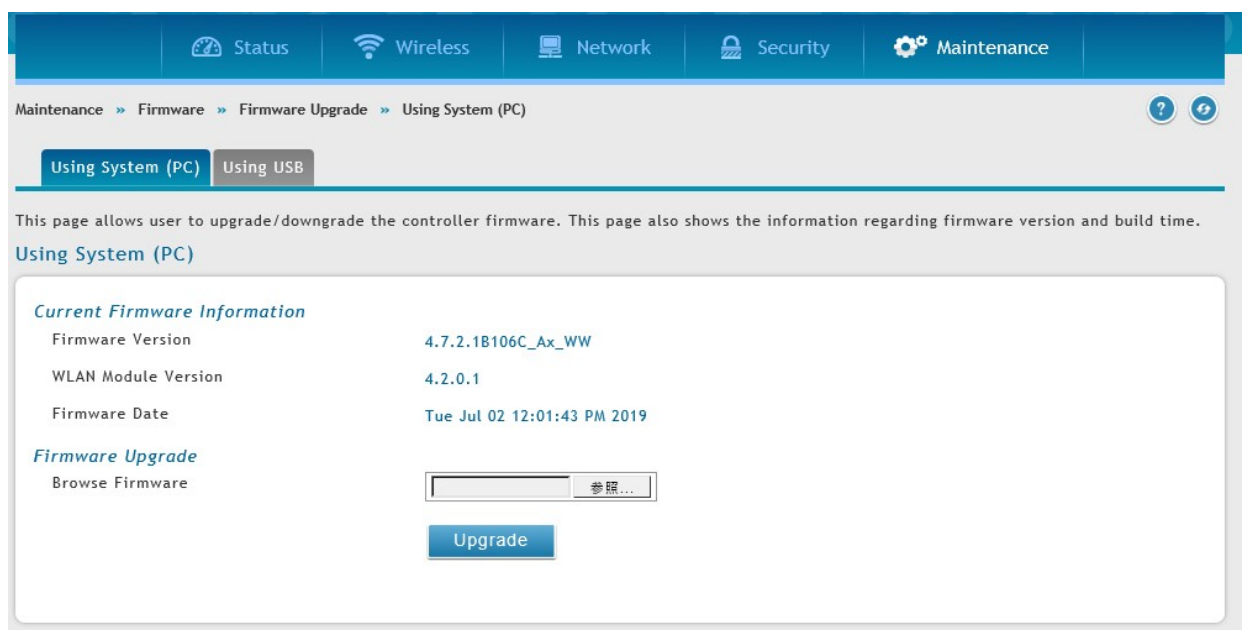 Status Wireless Network Security Maintenance
Maintenance » Firmware » Firmware Upgrade » Using System (PC)
?
Using System (PC) Using USB
This page allows user to upgrade/downgrade the controller firmware. This page also shows the information regarding firmware version and build time.
Using System (PC)
Current Firmware Information
Firmware Version 4.7.2.1B106C_Ax_WW
WLAN Module Version 4.2.0.1
Firmware Date Tue Jul 02 12:01:43 PM 2019
Firmware Upgrade
Browse Firmware 参照...
Upgrade